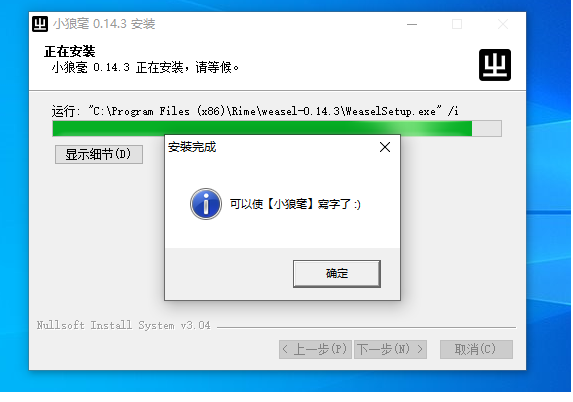 小狼毫 0.14.3 安装
正在安装
小狼毫 0.14.3 正在安装，请等候。
运行: "C:\Program Files (x86)\Rime\weasel-0.14.3\WeaselSetup.exe" /i
显示细节(D)
安裝完成
可以使【小狼毫】寫字了 :)
确定
Nullsoft Install System v3.04
< 上一步(P)
下一步(N) >
取消(C)